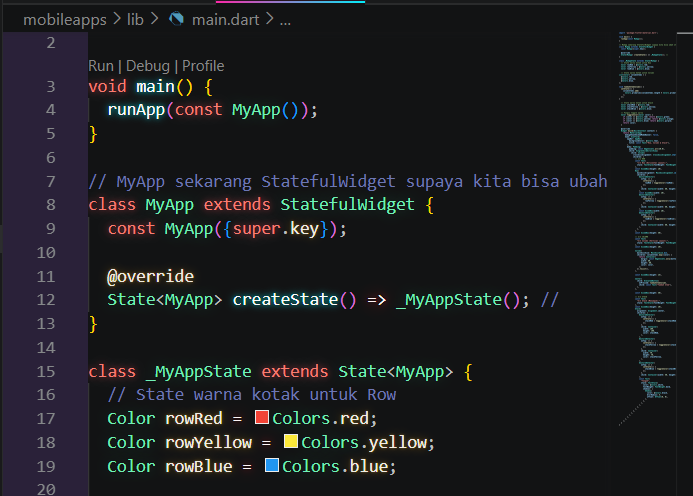 mobileapps > lib > main.dart > ...
2
Run | Debug | Profile
3 void main() {
4 runApp(const MyApp());
5 }
6
7 // MyApp sekarang StatefulWidget supaya kita bisa ubah
8 class MyApp extends StatefulWidget {
9 const MyApp({super.key});
10
11 @override
12 State<MyApp> createState() => _MyAppState(); //
13 }
14
15 class _MyAppState extends State<MyApp> {
16 // State warna kotak untuk Row
17 Color rowRed = Colors.red;
18 Color rowYellow = Colors.yellow;
19 Color rowBlue = Colors.blue;
20